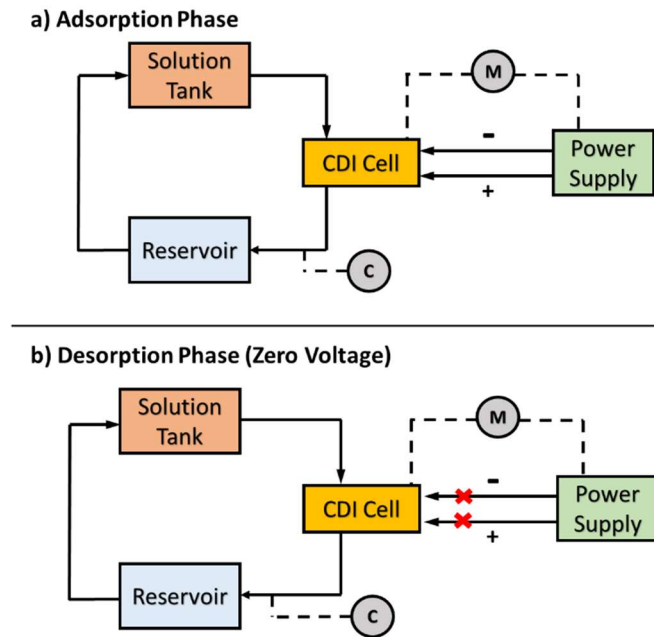 a) Adsorption Phase
Solution
Tank
M
CDI Cell
-
+
Power
Supply
Reservoir
C
b) Desorption Phase (Zero Voltage)
Solution
Tank
M
CDI Cell
-
+
Power
Supply
Reservoir
C